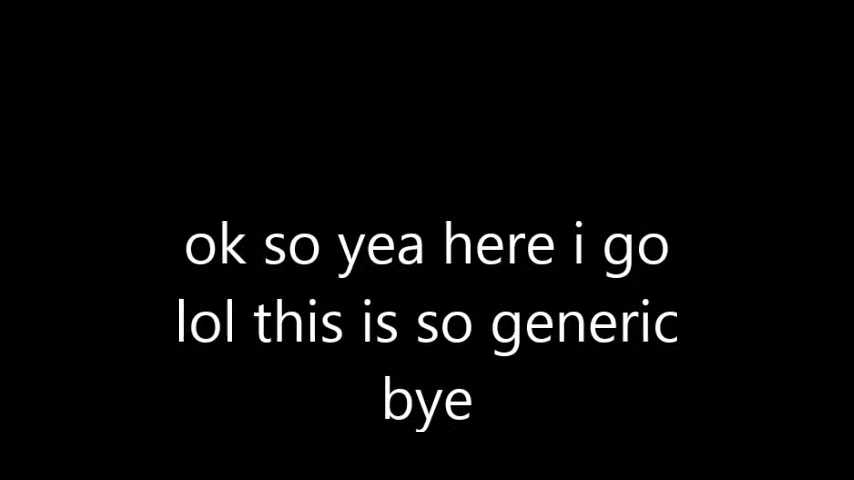 ok so yea here i go
lol this is so generic
bye